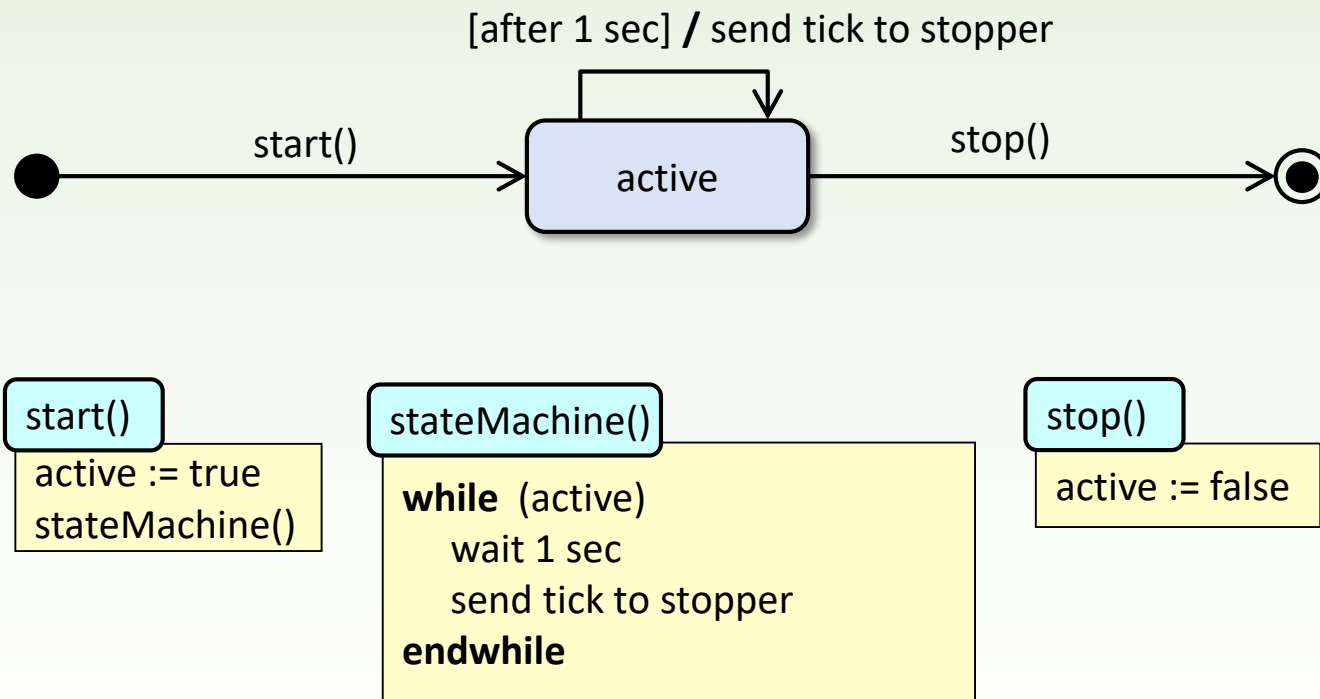 [after 1 sec] / send tick to stopper
start()
stop()
active
start()
active := true
stateMachine()
stateMachine()
while (active)
wait 1 sec
send tick to stopper
endwhile
stop()
active := false